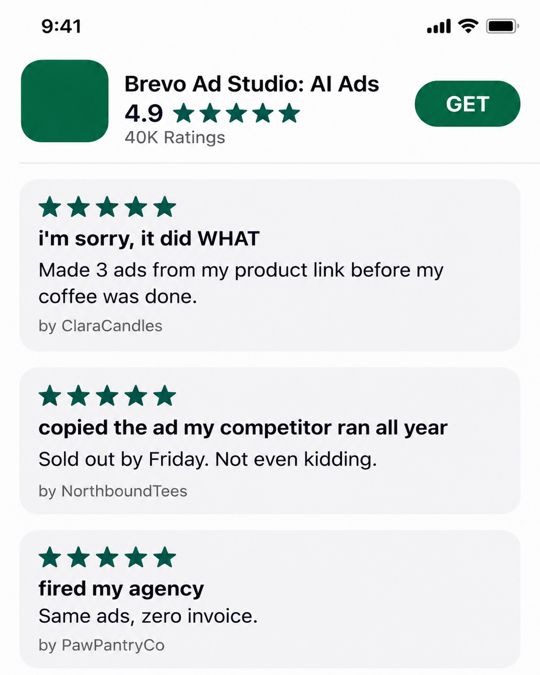 9:41
Brevo Ad Studio: AI Ads
4.9
40K Ratings
GET
i'm sorry, it did WHAT
Made 3 ads from my product link before my
coffee was done.
by ClaraCandles
copied the ad my competitor ran all year
Sold out by Friday. Not even kidding.
by NorthboundTees
fired my agency
Same ads, zero invoice.
by PawPantryCo